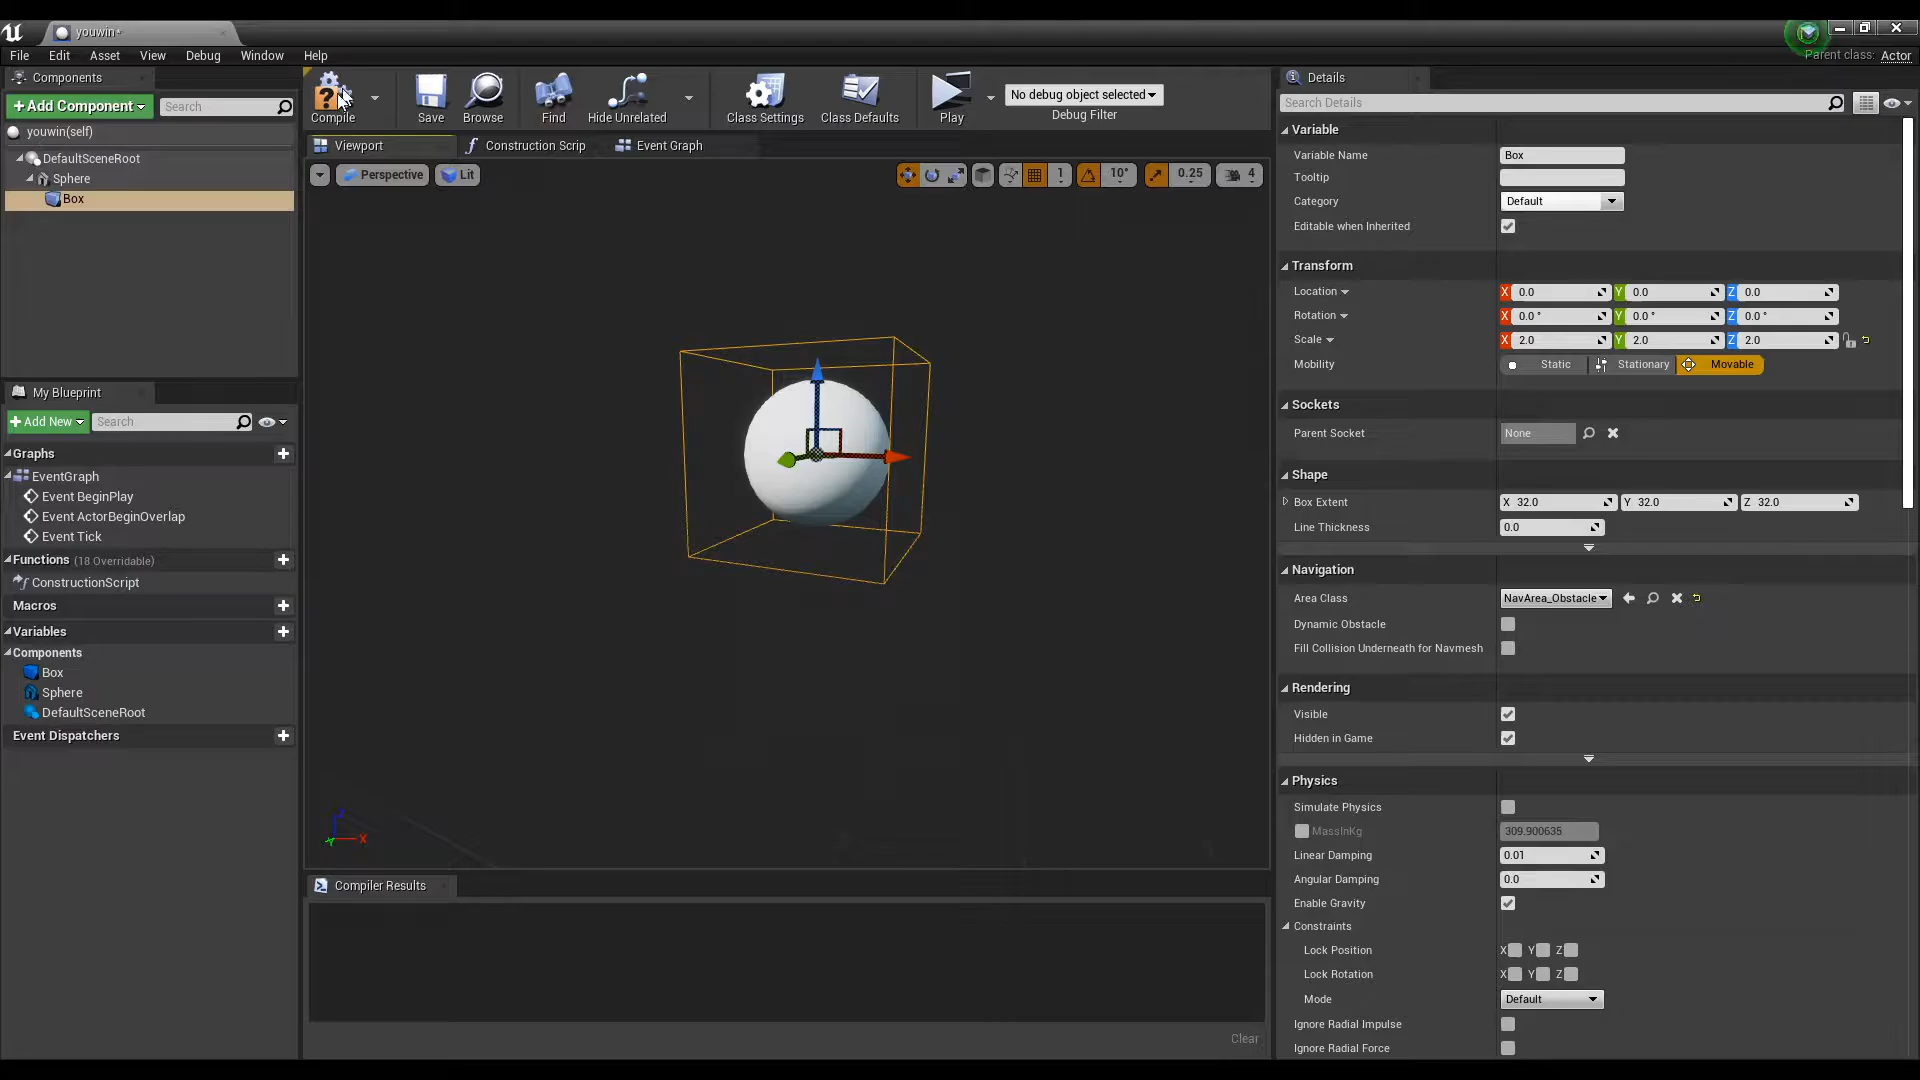 youwin*
File Edit Asset View Debug Window Help
Parent class: Actor
Components
+Add Component
Search
youwin(self)
DefaultSceneRoot
Sphere
Box
My Blueprint
+Add New
Search
Graphs
EventGraph
Event BeginPlay
Event ActorBeginOverlap
Event Tick
Functions (18 Overridable)
ConstructionScript
Macros
Variables
Components
Box
Sphere
DefaultSceneRoot
Event Dispatchers
Compile Save Browse Find Hide Unrelated Class Settings Class Defaults Play
No debug object selected
Debug Filter
Viewport Construction Scrip Event Graph
Perspective Lit
1 10° 0.25 4
Z
X
Y
Compiler Results
Clear
Details
Search Details
Variable
Variable Name Box
Tooltip
Category Default
Editable when Inherited
Transform
Location X 0.0 Y 0.0 Z 0.0
Rotation X 0.0 ° Y 0.0 ° Z 0.0 °
Scale X 2.0 Y 2.0 Z 2.0
Mobility Static Stationary Movable
Sockets
Parent Socket None
Shape
Box Extent X 32.0 Y 32.0 Z 32.0
Line Thickness 0.0
Navigation
Area Class NavArea_Obstacle
Dynamic Obstacle
Fill Collision Underneath for Navmesh
Rendering
Visible
Hidden in Game
Physics
Simulate Physics
MassInKg 309.900635
Linear Damping 0.01
Angular Damping 0.0
Enable Gravity
Constraints
Lock Position X Y Z
Lock Rotation X Y Z
Mode Default
Ignore Radial Impulse
Ignore Radial Force